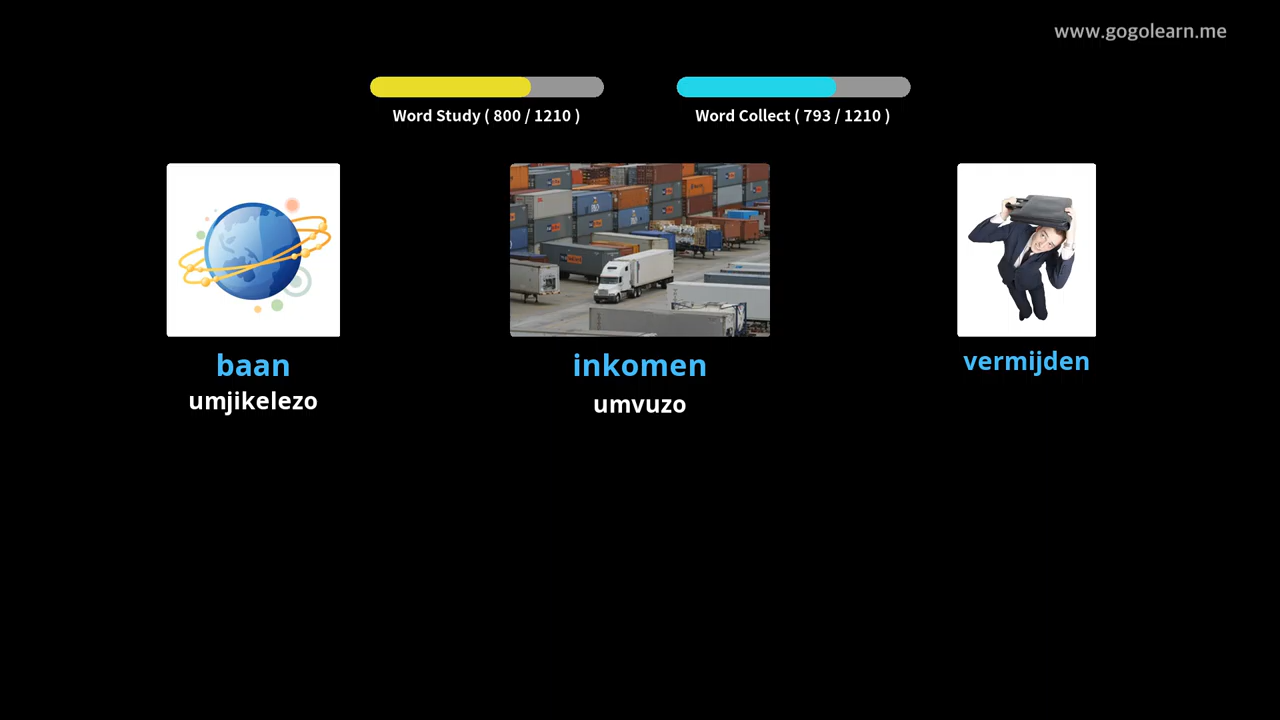 www.gogolearn.me
Word Study ( 800 / 1210 )
Word Collect ( 793 / 1210 )
baan
umjikelezo
inkomen
umvuzo
vermijden